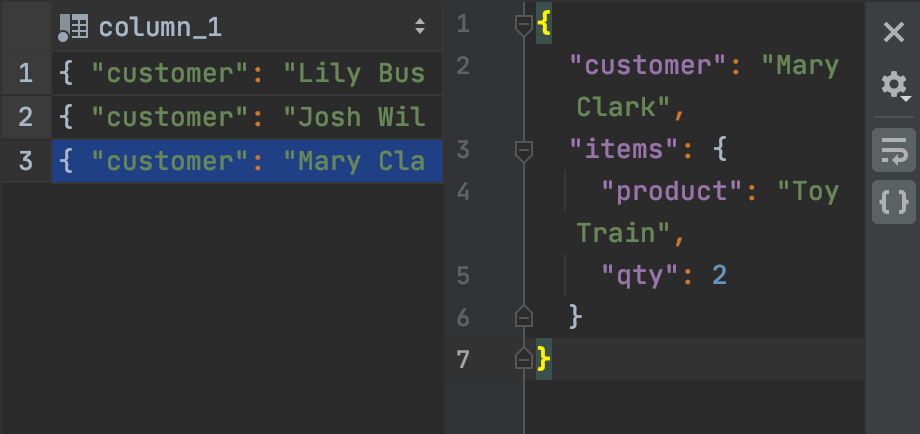 column_1
1 { "customer": "Lily Bus
2 { "customer": "Josh Wil
3 { "customer": "Mary Cla
1 {
2 "customer": "Mary
Clark",
3 "items": {
4 "product": "Toy
Train",
5 "qty": 2
6 }
7 }